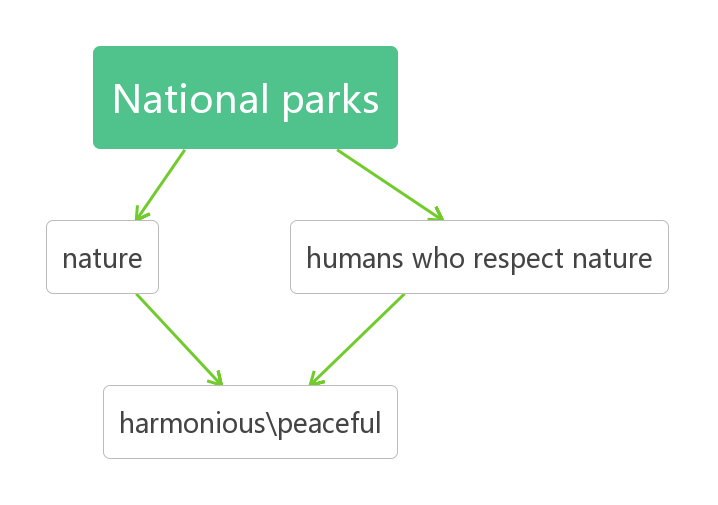 National parks
nature
humans who respect nature
harmonious\peaceful